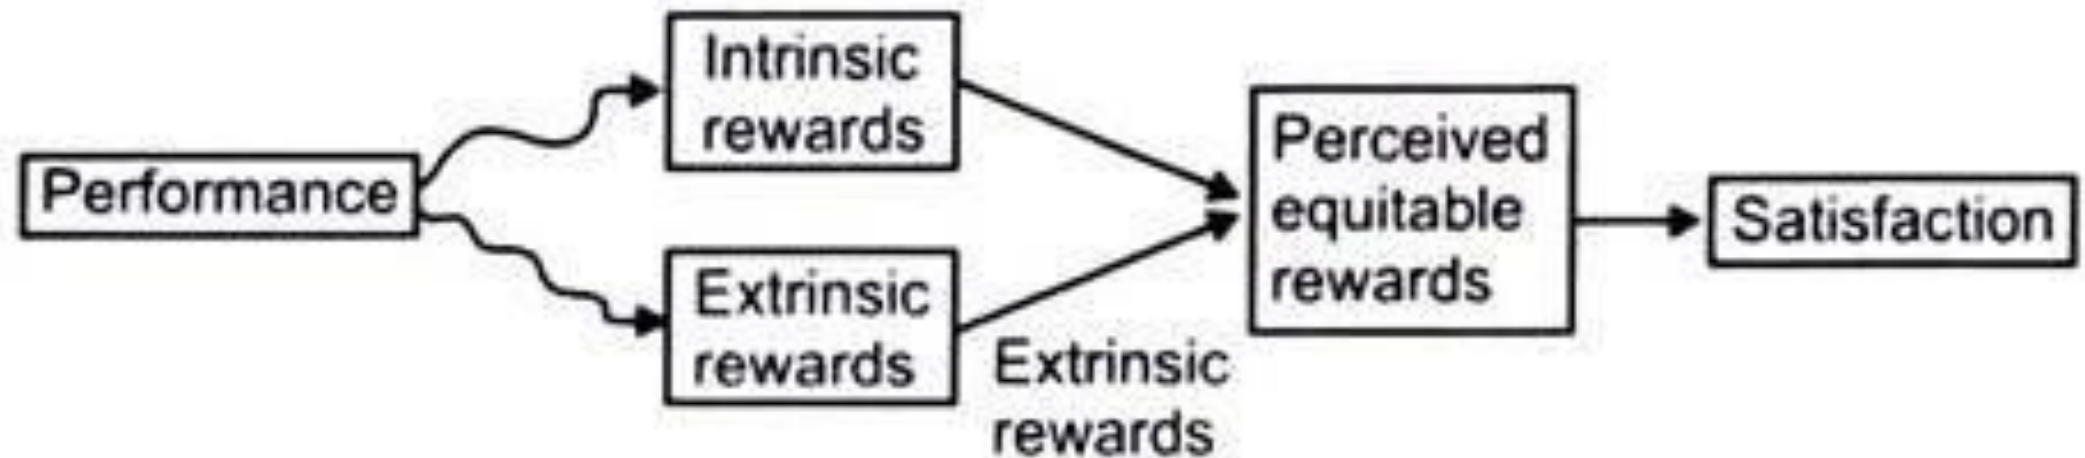 Performance
Intrinsic
rewards
Extrinsic
rewards
Extrinsic
rewards
Perceived
equitable
rewards
Satisfaction